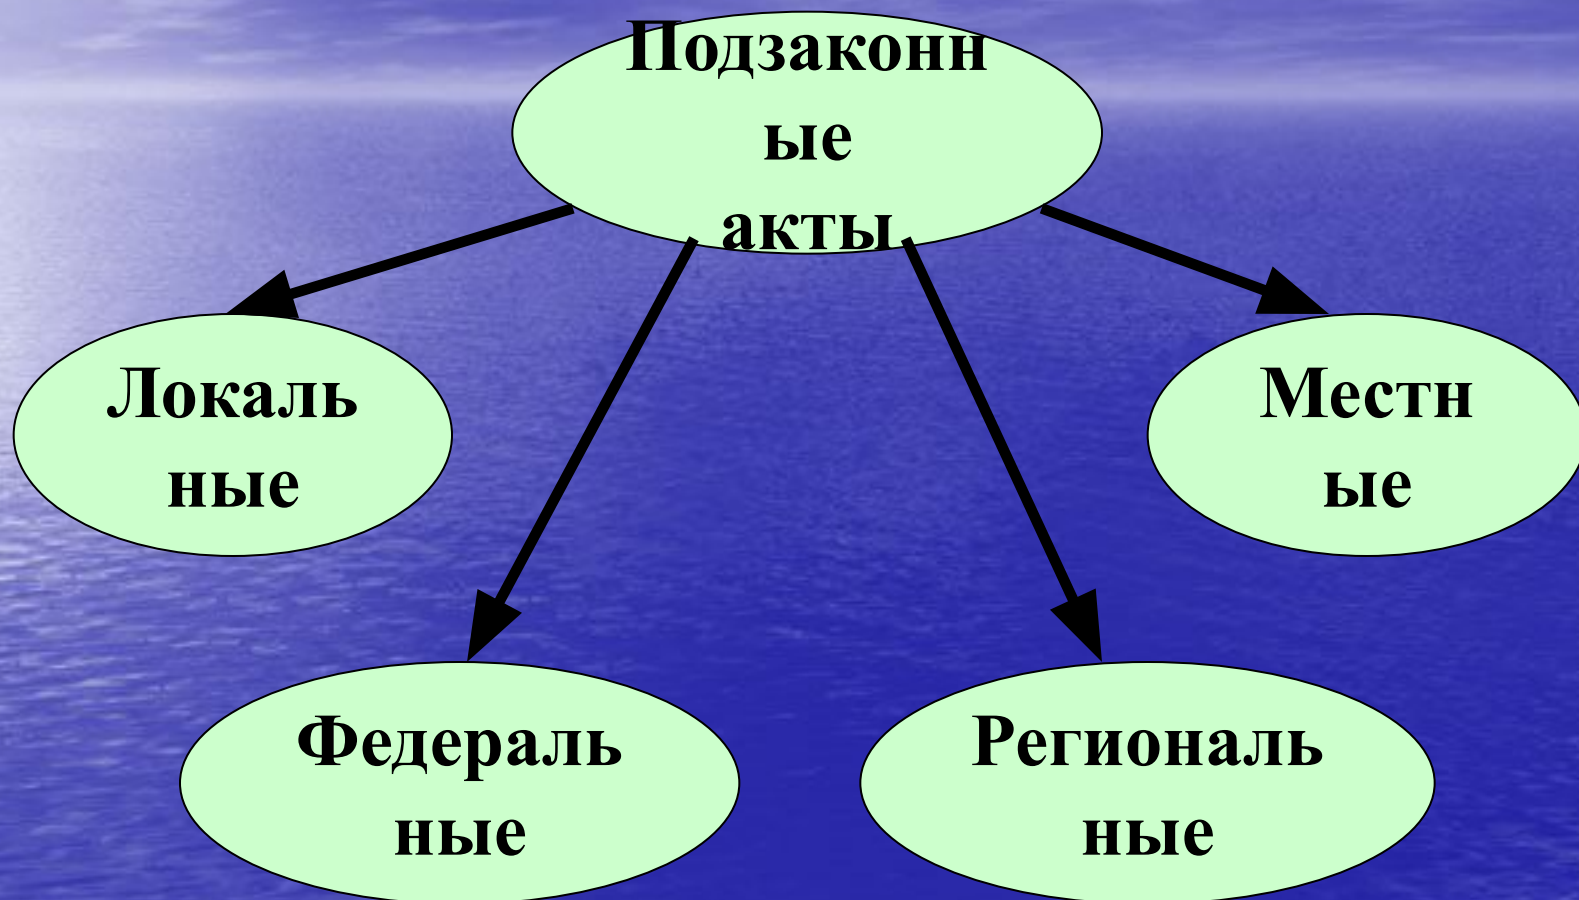 Подзаконн
ые
акты
Локаль
ные
Местн
ые
Федераль
ные
Региональ
ные